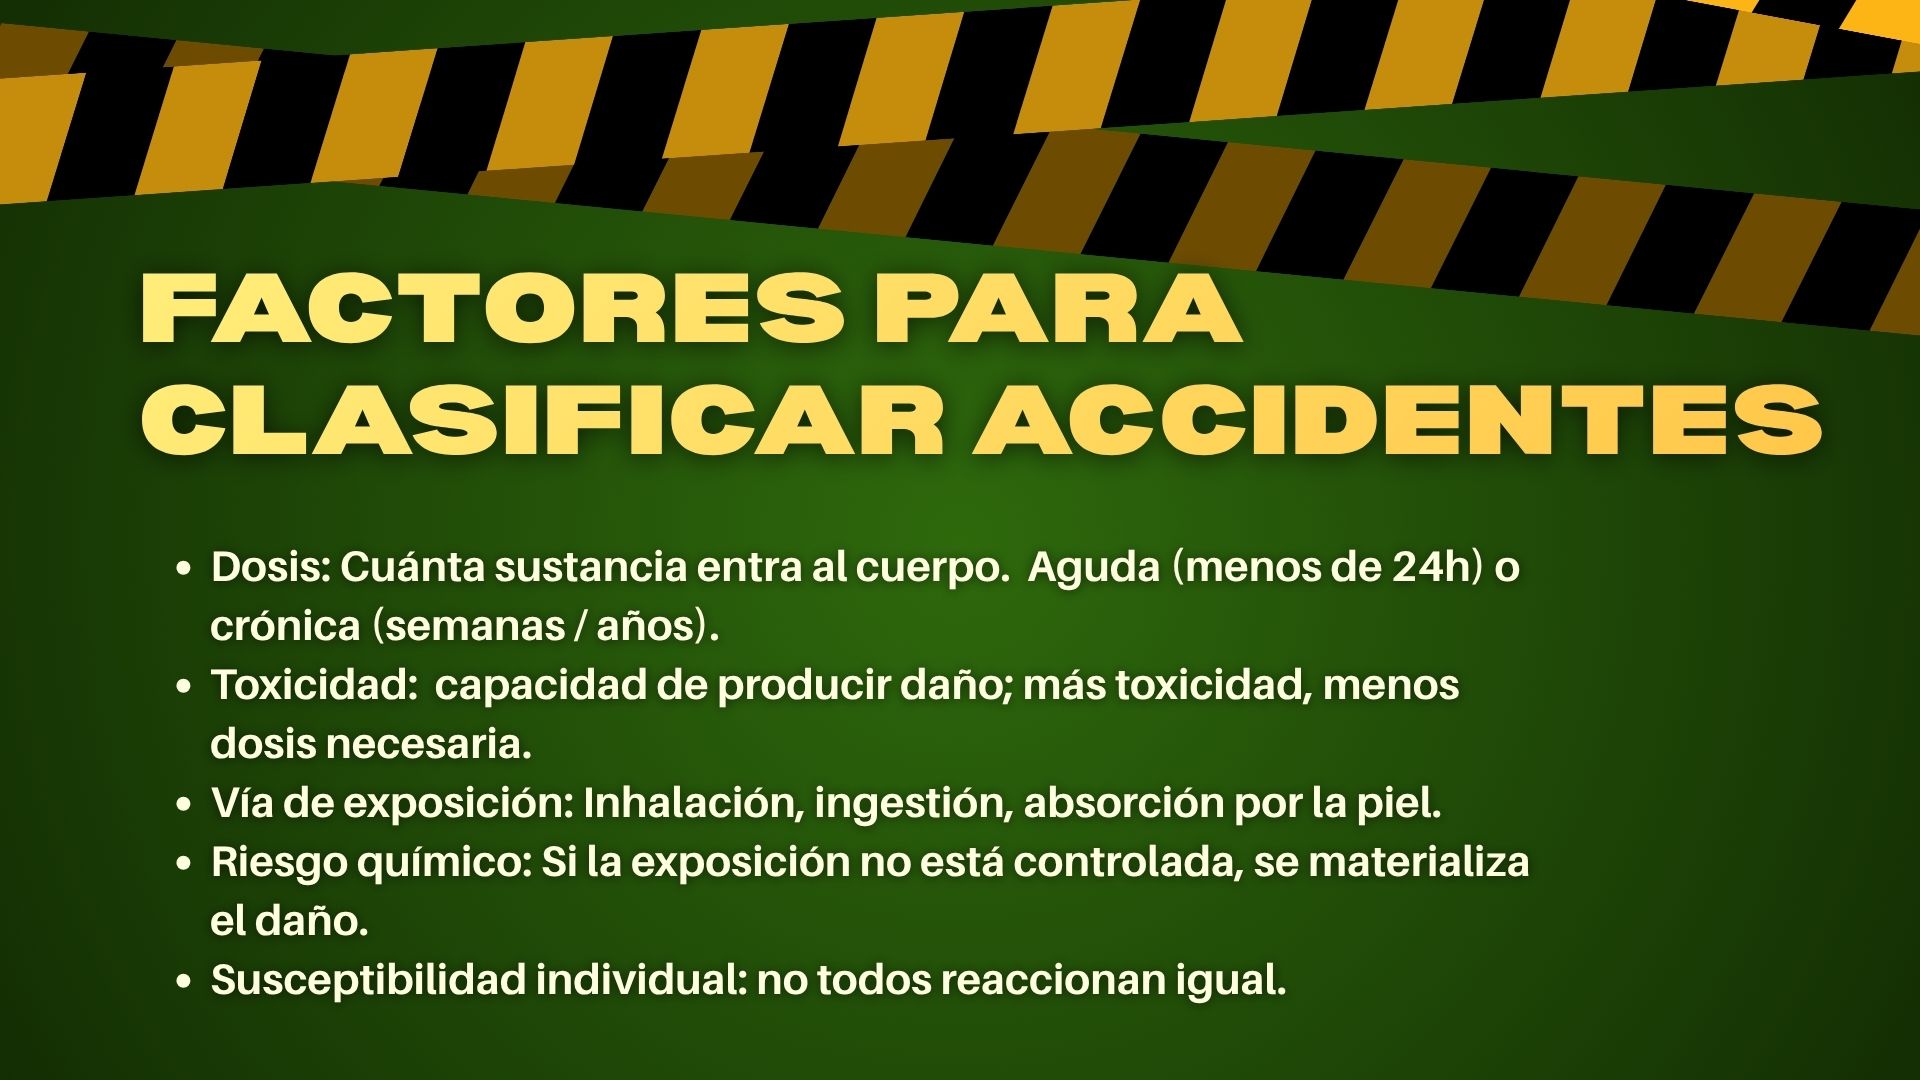 FACTORES PARA
CLASIFICAR ACCIDENTES
• Dosis: Cuánta sustancia entra al cuerpo.  Aguda (menos de 24h) o
crónica (semanas / años).
• Toxicidad:  capacidad de producir daño; más toxicidad, menos
dosis necesaria.
• Vía de exposición: Inhalación, ingestión, absorción por la piel.
• Riesgo químico: Si la exposición no está controlada, se materializa
el daño.
• Susceptibilidad individual: no todos reaccionan igual.